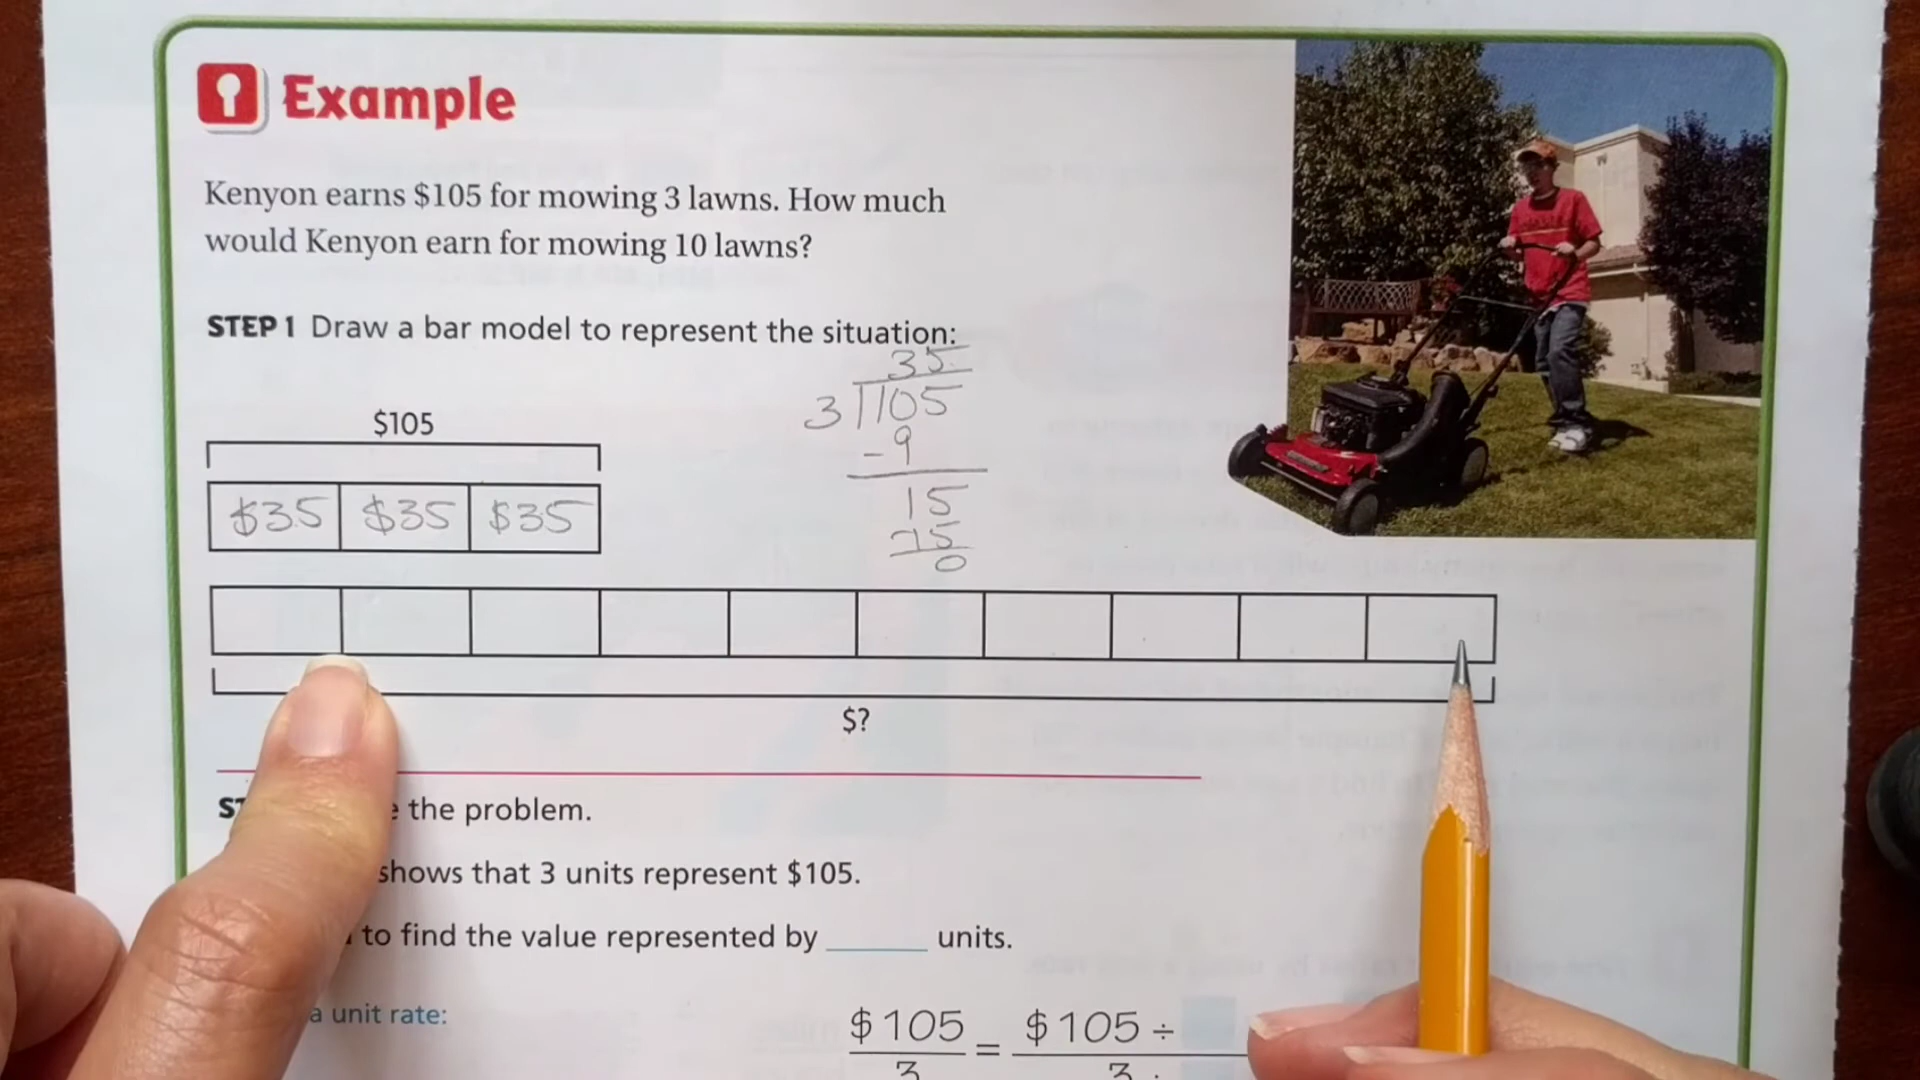 Example
Kenyon earns $105 for mowing 3 lawns. How much
would Kenyon earn for mowing 10 lawns?
STEP 1 Draw a bar model to represent the situation:
35
3 105
$105
- 9
$35 $35 $35
15
- 15
0
$?
the problem.
shows that 3 units represent $105.
to find the value represented by ____ units.
a unit rate:
$105 = $105 ÷
3 3